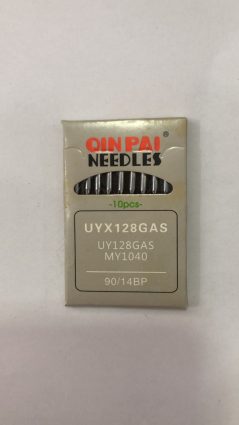 QIN PAI
NEEDLES
-10pcs-
UYX128GAS
UY128GAS
MY1040
90/14BP